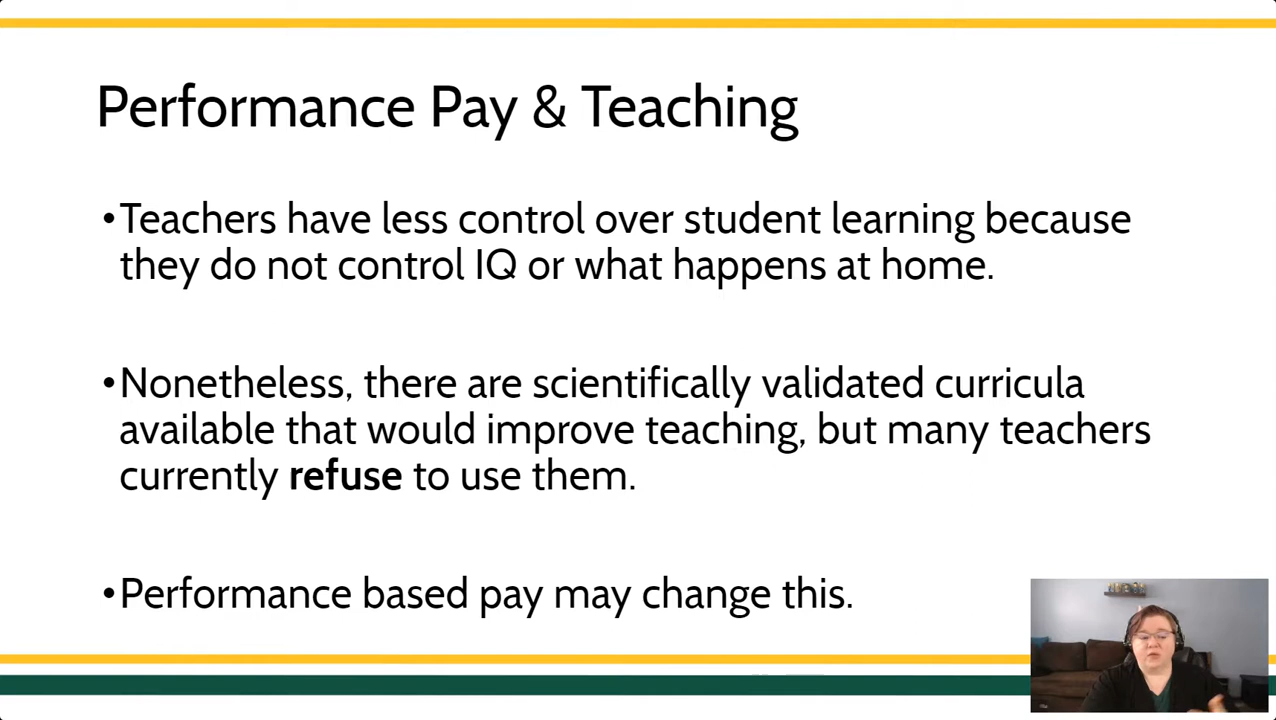 Performance Pay & Teaching
•Teachers have less control over student learning because
they do not control IQ or what happens at home.
•Nonetheless, there are scientifically validated curricula
available that would improve teaching, but many teachers
currently refuse to use them.
•Performance based pay may change this.